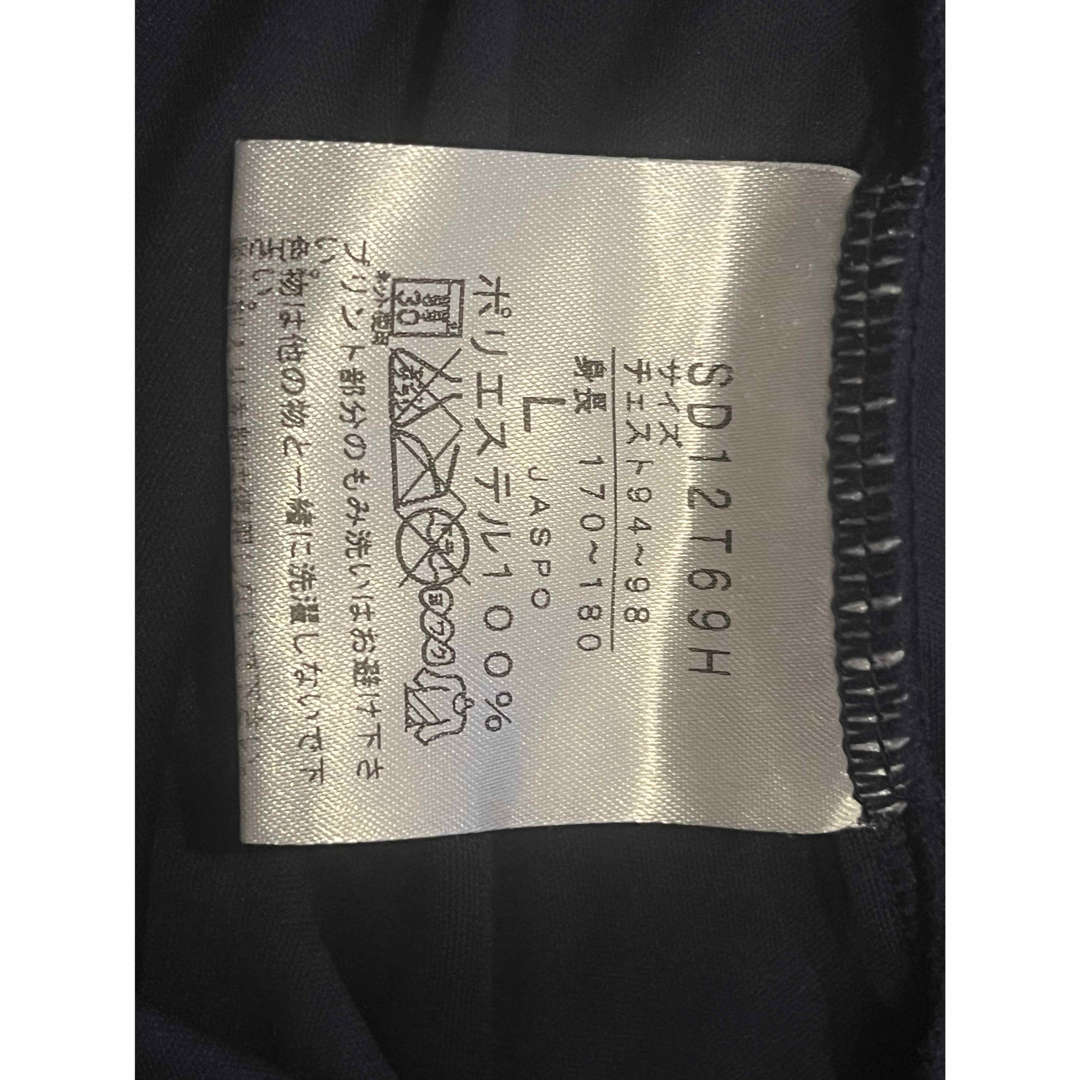 SD12T69H
サイズ
チェスト94~98
身長 170~180
L JASPO
ポリエステル100%
30
プリント部分のもみ洗いはお避け下さ
い。
色物は他の物と一緒に洗濯しないで下
さい。